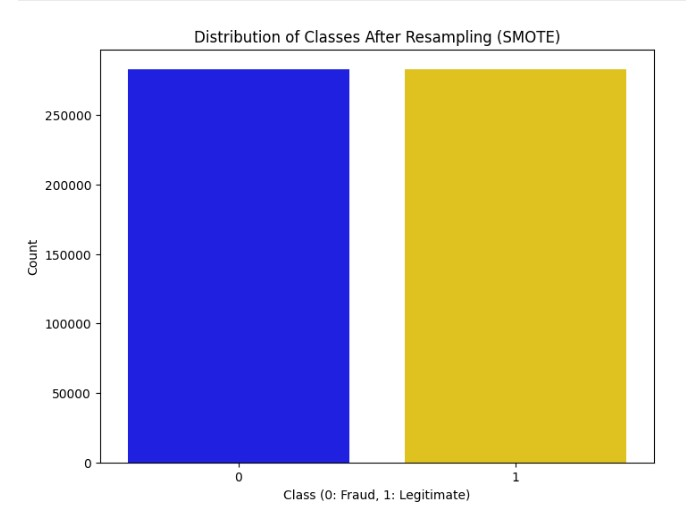 Distribution of Classes After Resampling (SMOTE)
250000
200000
150000
100000
50000
0
Count
0 1
Class (0: Fraud, 1: Legitimate)